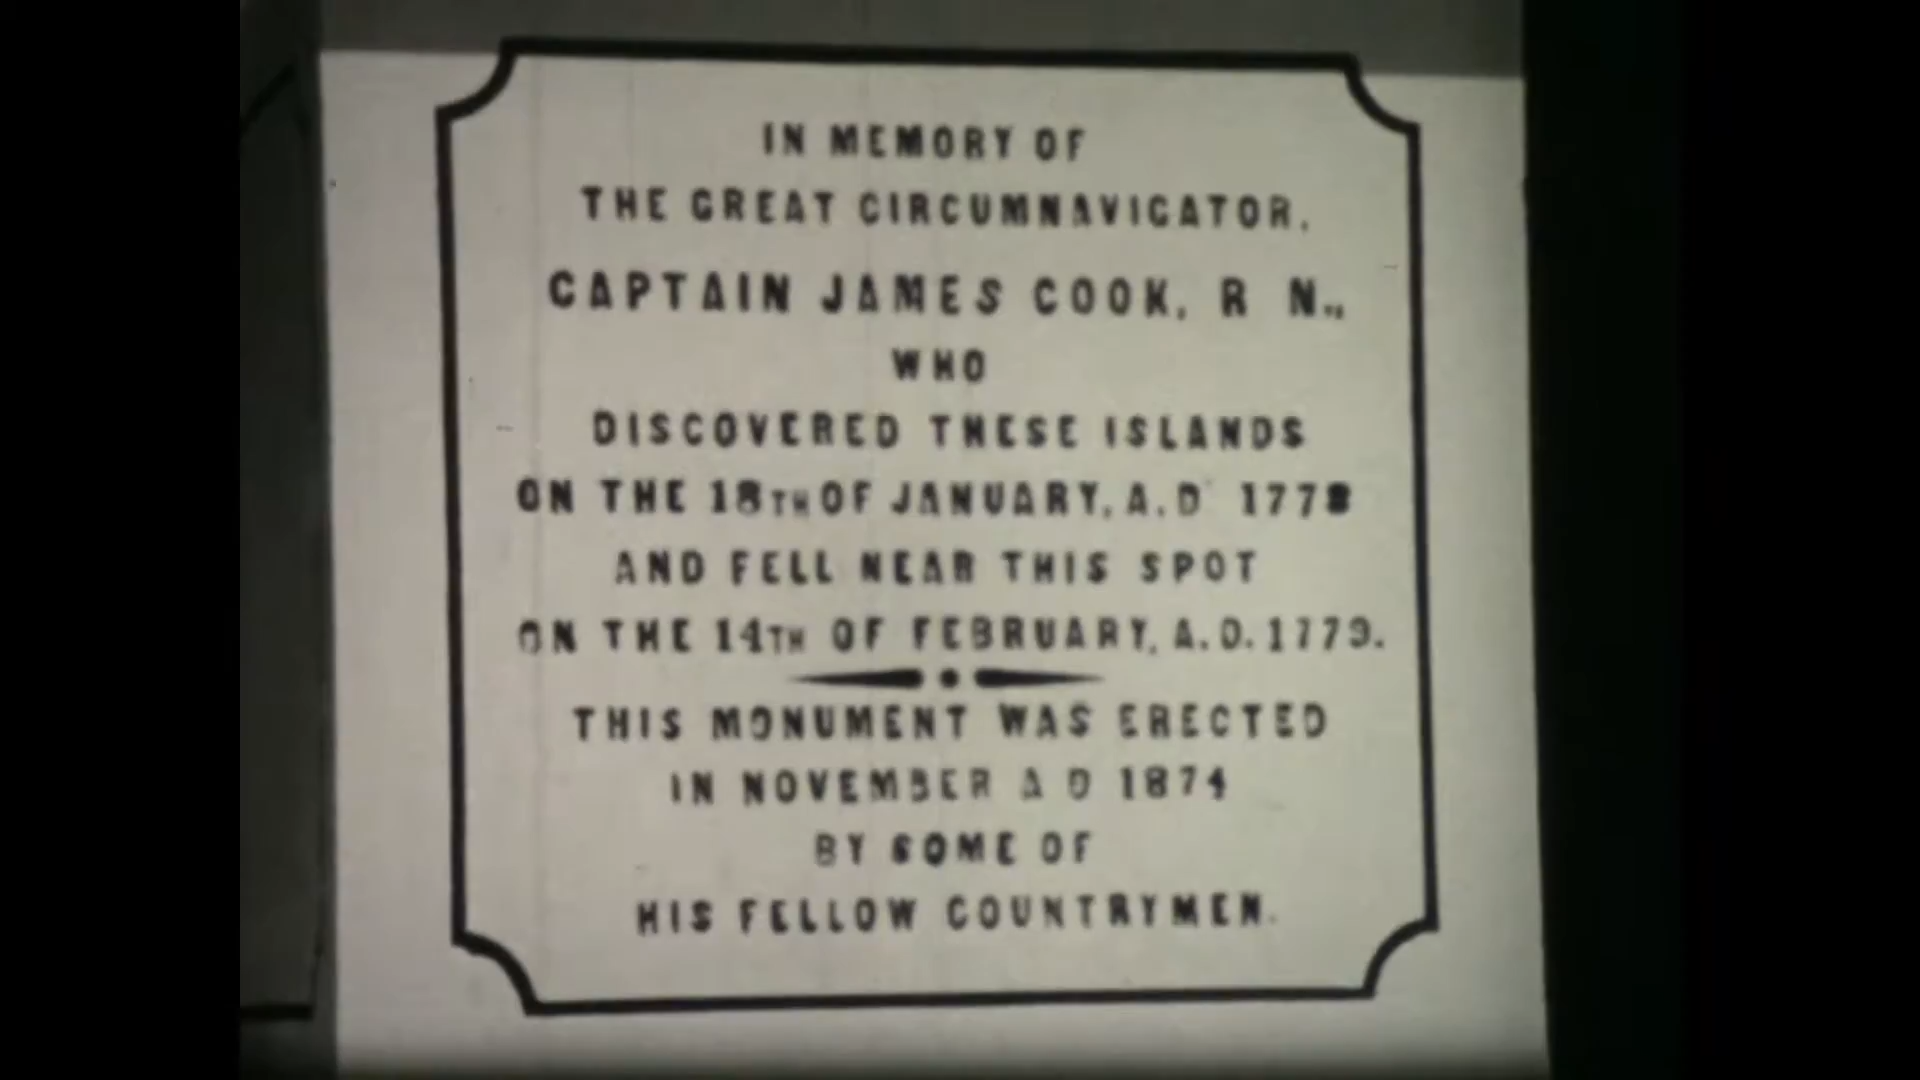 IN MEMORY OF
THE GREAT CIRCUMNAVIGATOR,
CAPTAIN JAMES COOK, R N.,
WHO
DISCOVERED THESE ISLANDS
ON THE 18TH OF JANUARY, A.D 1778
AND FELL NEAR THIS SPOT
ON THE 14TH OF FEBRUARY, A.D. 1779.
THIS MONUMENT WAS ERECTED
IN NOVEMBER A D 1874
BY SOME OF
HIS FELLOW COUNTRYMEN.